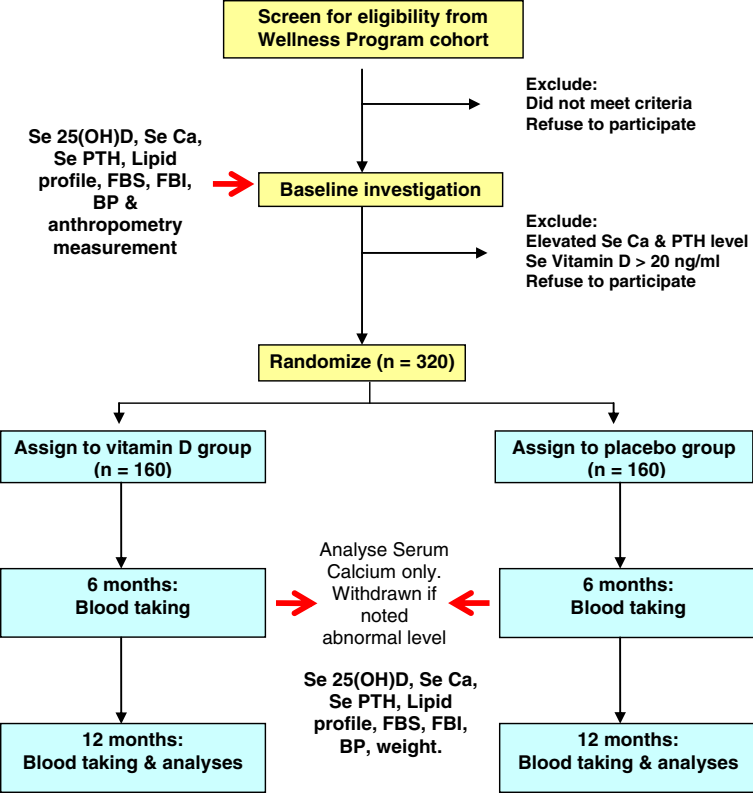 Screen for eligibility from
Wellness Program cohort
Exclude:
Did not meet criteria
Refuse to participate
Se 25(OH)D, Se Ca,
Se PTH, Lipid
profile, FBS, FBI,
BP &
anthropometry
measurement
Baseline investigation
Exclude:
Elevated Se Ca & PTH level
Se Vitamin D > 20 ng/ml
Refuse to participate
Randomize (n = 320)
Assign to vitamin D group
(n = 160)
Assign to placebo group
(n = 160)
6 months:
Blood taking
Analyse Serum
Calcium only.
Withdrawn if
noted
abnormal level
6 months:
Blood taking
Se 25(OH)D, Se Ca,
Se PTH, Lipid
profile, FBS, FBI,
BP, weight.
12 months:
Blood taking & analyses
12 months:
Blood taking & analyses